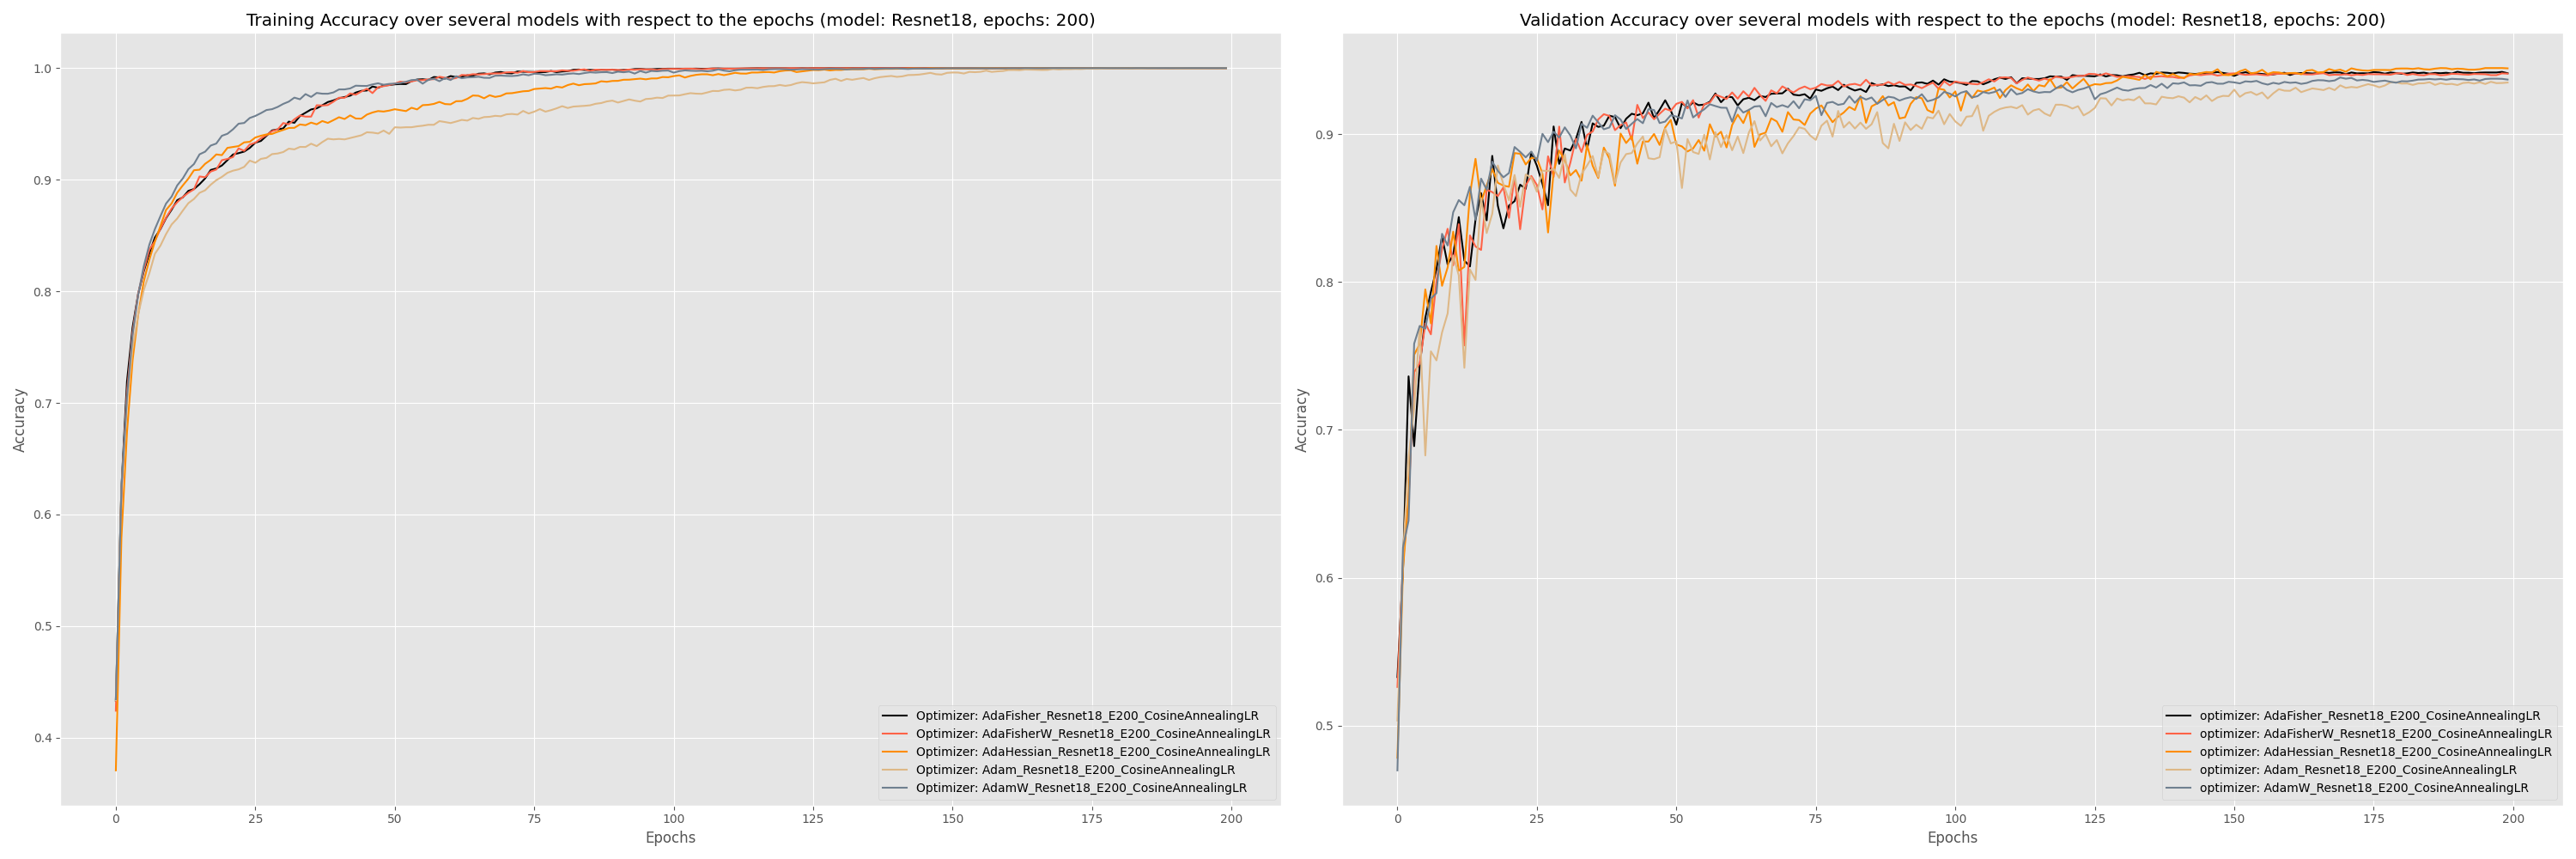 Training Accuracy over several models with respect to the epochs (model: Resnet18, epochs: 200)
1.0
0.9
0.8
0.7
0.6
0.5
0.4
Accuracy
0 25 50 75 100 125 150 175 200
Epochs
Optimizer: AdaFisher_Resnet18_E200_CosineAnnealingLR
Optimizer: AdaFisherW_Resnet18_E200_CosineAnnealingLR
Optimizer: AdaHessian_Resnet18_E200_CosineAnnealingLR
Optimizer: Adam_Resnet18_E200_CosineAnnealingLR
Optimizer: AdamW_Resnet18_E200_CosineAnnealingLR
Validation Accuracy over several models with respect to the epochs (model: Resnet18, epochs: 200)
0.9
0.8
0.7
0.6
0.5
Accuracy
0 25 50 75 100 125 150 175 200
Epochs
optimizer: AdaFisher_Resnet18_E200_CosineAnnealingLR
optimizer: AdaFisherW_Resnet18_E200_CosineAnnealingLR
optimizer: AdaHessian_Resnet18_E200_CosineAnnealingLR
optimizer: Adam_Resnet18_E200_CosineAnnealingLR
optimizer: AdamW_Resnet18_E200_CosineAnnealingLR